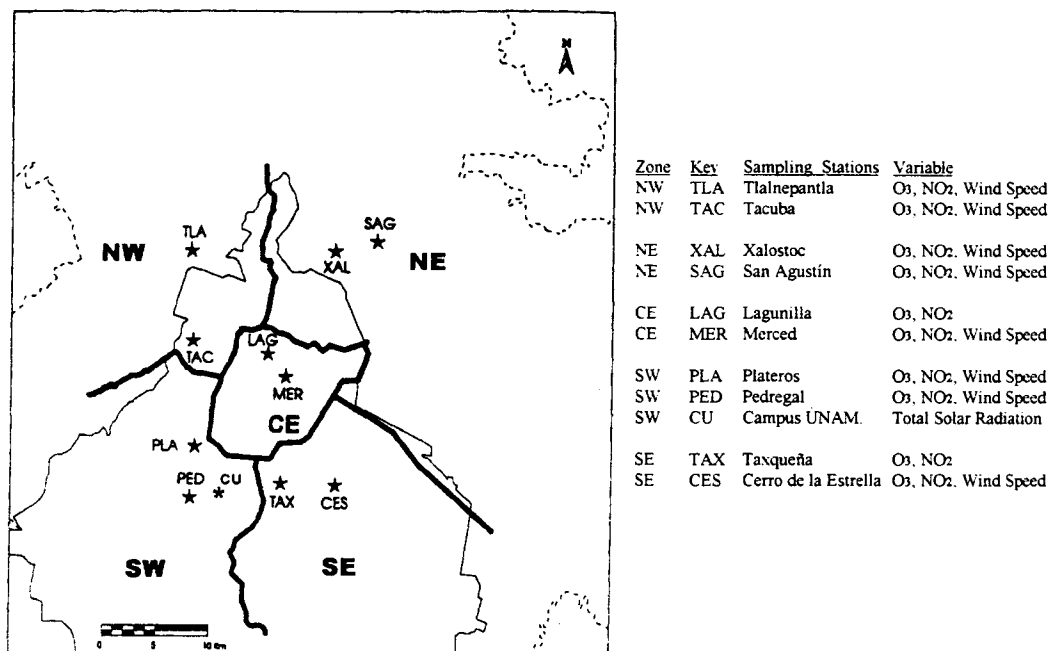 N
TLA
SAG
NW
XAL
NE
LAG
TAC
MER
CE
PLA
PED
CU
TAX
CES
SW
SE
0 5 10 Km
Zone Key Sampling Stations Variable
NW TLA Tlalnepantla O3, NO2, Wind Speed
NW TAC Tacuba O3, NO2, Wind Speed
NE XAL Xalostoc O3, NO2, Wind Speed
NE SAG San Agustín O3, NO2, Wind Speed
CE LAG Lagunilla O3, NO2
CE MER Merced O3, NO2, Wind Speed
SW PLA Plateros O3, NO2, Wind Speed
SW PED Pedregal O3, NO2, Wind Speed
SW CU Campus UNAM. Total Solar Radiation
SE TAX Taxqueña O3, NO2
SE CES Cerro de la Estrella O3, NO2, Wind Speed